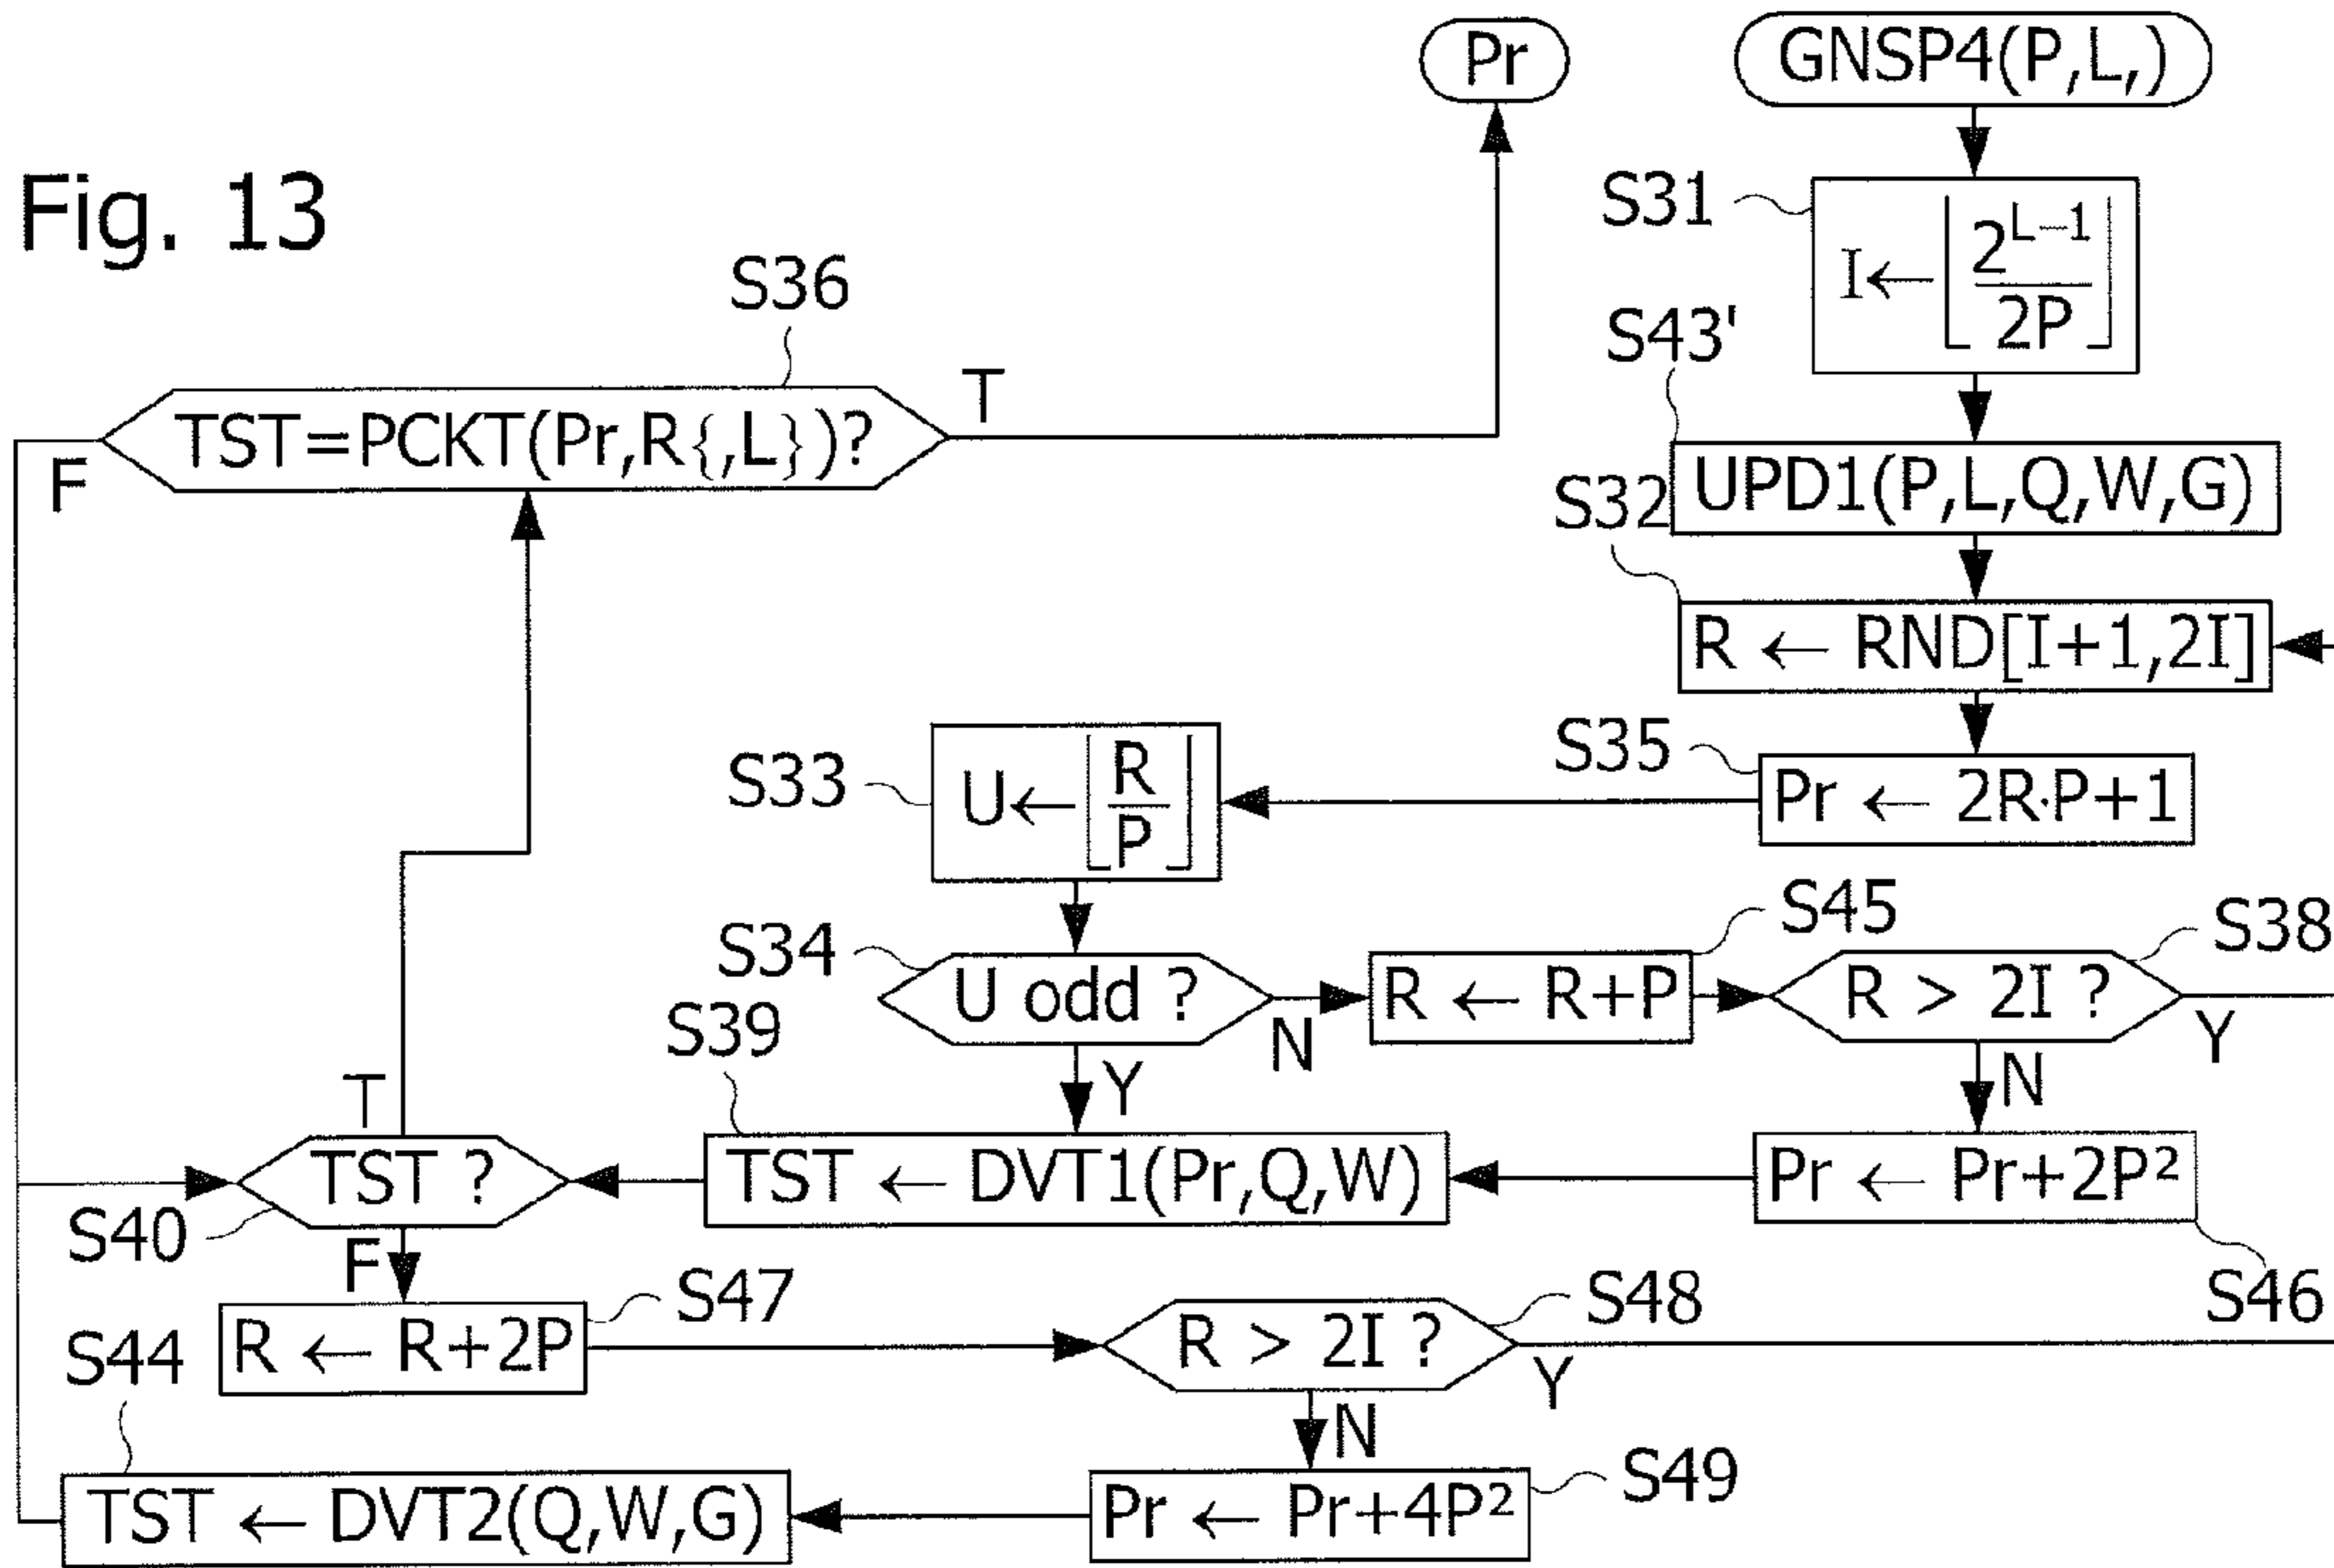 Fig. 13
Pr
GNSP4(P,L,)
S31
I←⌊2^{L-1}/2P⌋
S43'
UPD1(P,L,Q,W,G)
S32
R ← RND[I+1,2I]
S35
Pr ← 2R·P+1
S33
U←⌊R/P⌋
S34
U odd ?
N
Y
S45
R ← R+P
S38
R > 2I ?
Y
N
Pr ← Pr+2P²
S46
S39
TST ← DVT1(Pr,Q,W)
S40
TST ?
T
F
S36
TST=PCKT(Pr,R{,L})?
T
F
S47
R ← R+2P
S48
R > 2I ?
Y
N
S49
Pr ← Pr+4P²
S44
TST ← DVT2(Q,W,G)